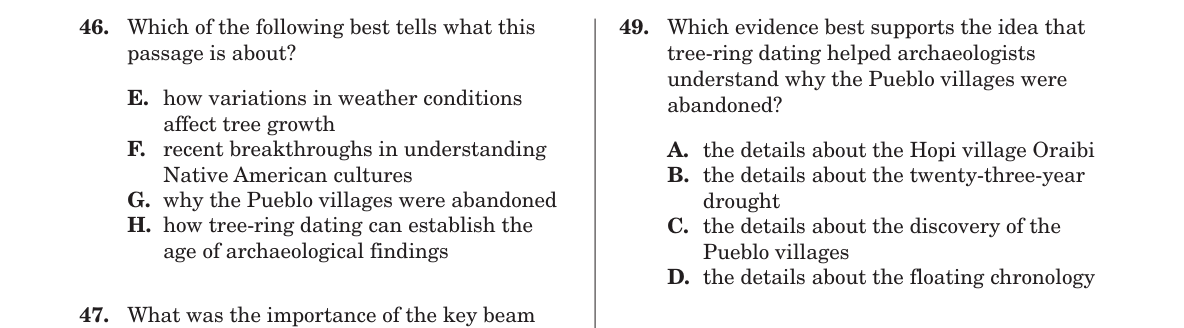 46. Which of the following best tells what this
passage is about?
E. how variations in weather conditions
affect tree growth
F. recent breakthroughs in understanding
Native American cultures
G. why the Pueblo villages were abandoned
H. how tree-ring dating can establish the
age of archaeological findings
47. What was the importance of the key beam
49. Which evidence best supports the idea that
tree-ring dating helped archaeologists
understand why the Pueblo villages were
abandoned?
A. the details about the Hopi village Oraibi
B. the details about the twenty-three-year
drought
C. the details about the discovery of the
Pueblo villages
D. the details about the floating chronology